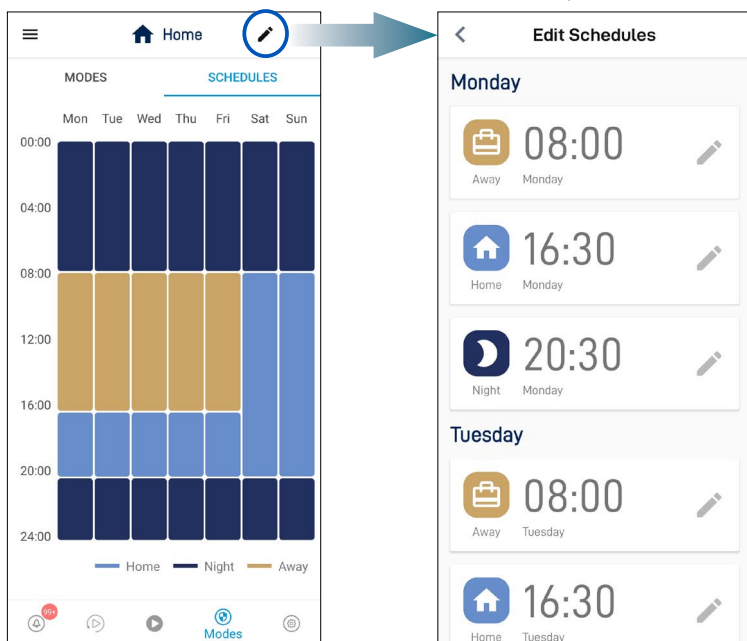 Home
MODES SCHEDULES
Mon Tue Wed Thu Fri Sat Sun
00:00
04:00
08:00
12:00
16:00
20:00
24:00
Home Night Away
99+
Modes
Edit Schedules
Monday
08:00
Away Monday
16:30
Home Monday
20:30
Night Monday
Tuesday
08:00
Away Tuesday
16:30
Home Tuesday